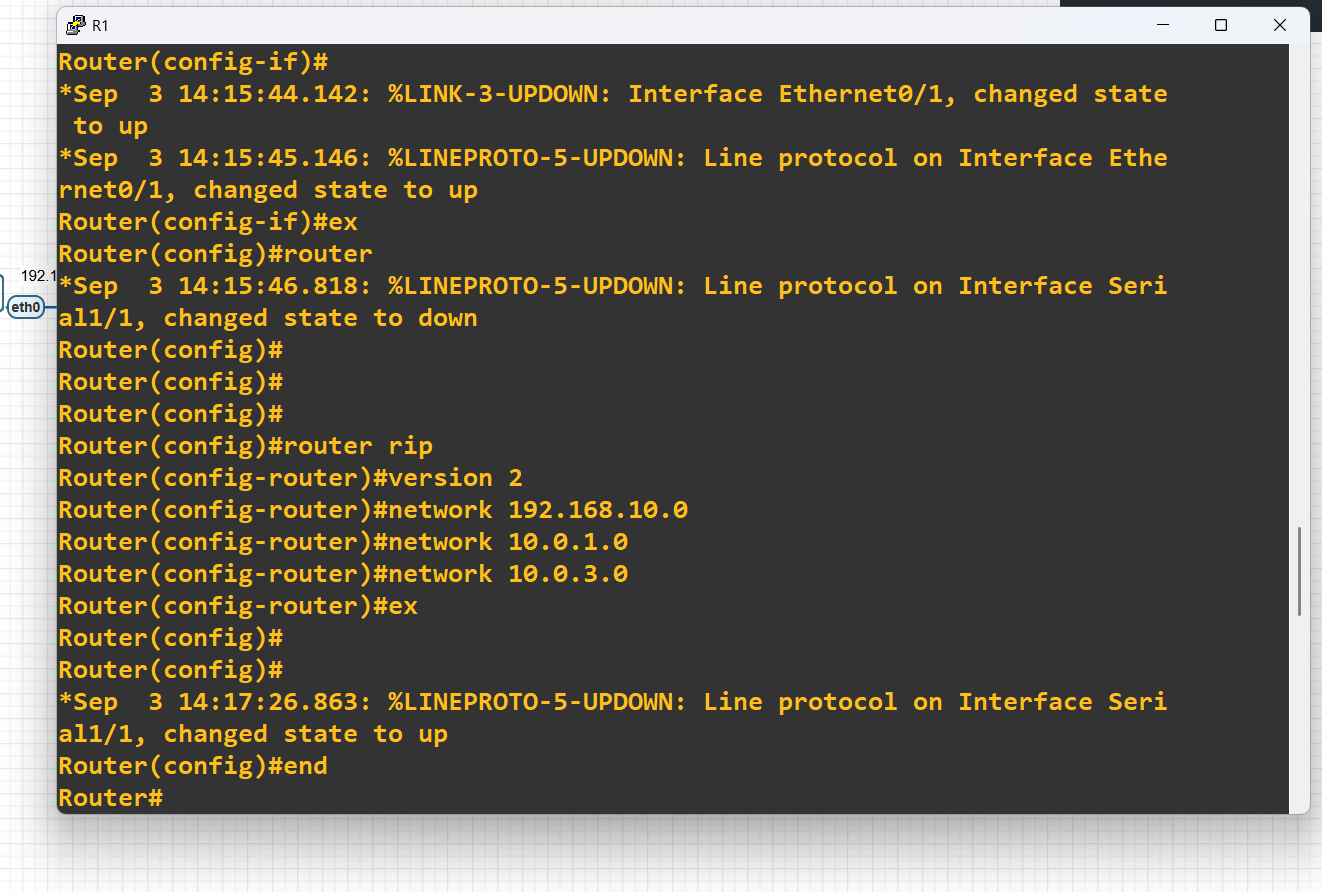 R1
Router(config-if)#
*Sep  3 14:15:44.142: %LINK-3-UPDOWN: Interface Ethernet0/1, changed state
 to up
*Sep  3 14:15:45.146: %LINEPROTO-5-UPDOWN: Line protocol on Interface Ethe
rnet0/1, changed state to up
Router(config-if)#ex
Router(config)#router
192.1
*Sep  3 14:15:46.818: %LINEPROTO-5-UPDOWN: Line protocol on Interface Seri
eth0
al1/1, changed state to down
Router(config)#
Router(config)#
Router(config)#
Router(config)#router rip
Router(config-router)#version 2
Router(config-router)#network 192.168.10.0
Router(config-router)#network 10.0.1.0
Router(config-router)#network 10.0.3.0
Router(config-router)#ex
Router(config)#
Router(config)#
*Sep  3 14:17:26.863: %LINEPROTO-5-UPDOWN: Line protocol on Interface Seri
al1/1, changed state to up
Router(config)#end
Router#